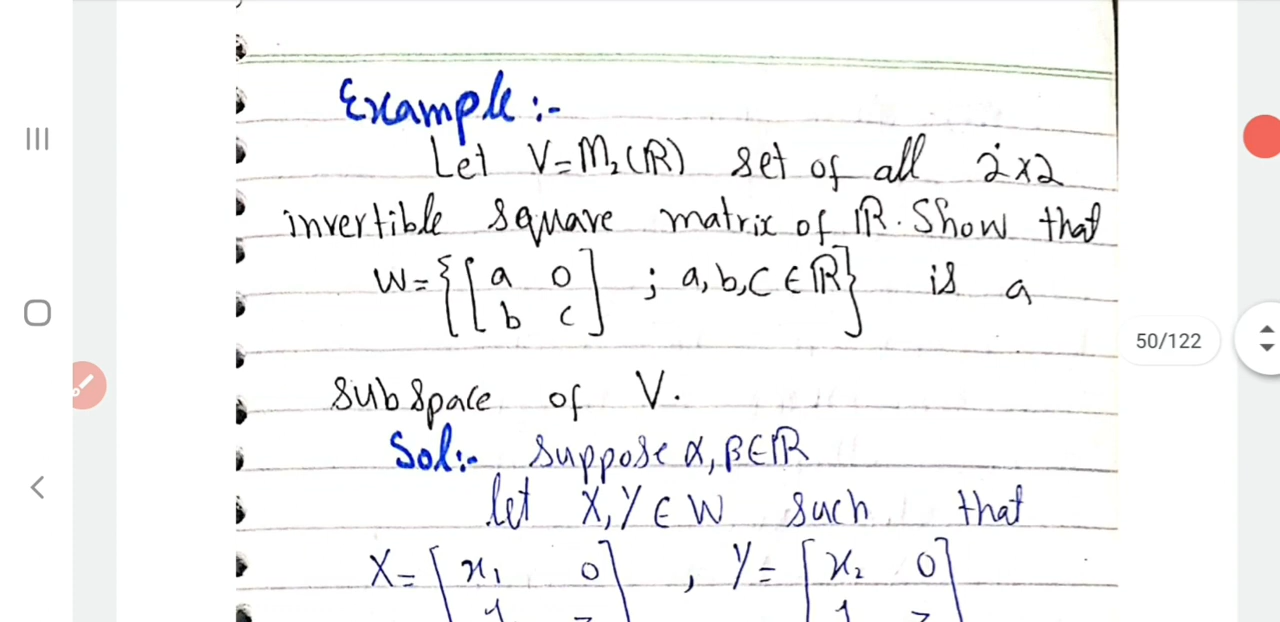 Example:-
Let V=M₂(ℝ) set of all 2×2
invertible square matrix of ℝ. Show that
W={[a 0
b c] ; a,b,c ∈ ℝ} is a
50/122
subspace of V.
Sol:- suppose α,β∈ℝ
let X,Y ∈ W such that
X=[x₁ 0] , Y=[x₂ 0]